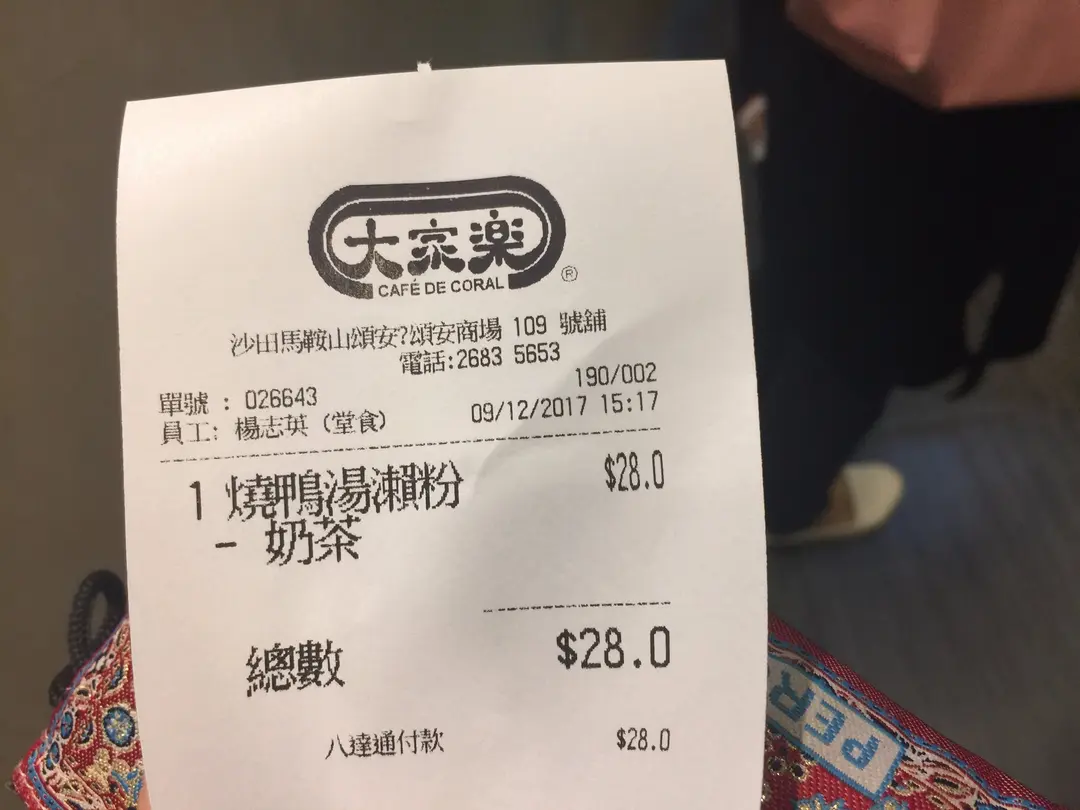 大家楽
CAFÉ DE CORAL ®
沙田馬鞍山頌安?頌安商場 109 號舖
電話:2683 5653
190/002
單號 : 026643
09/12/2017 15:17
員工: 楊志英 (堂食)
1 燒鴨湯瀨粉 $28.0
- 奶茶
總數 $28.0
八達通付款 $28.0
PER